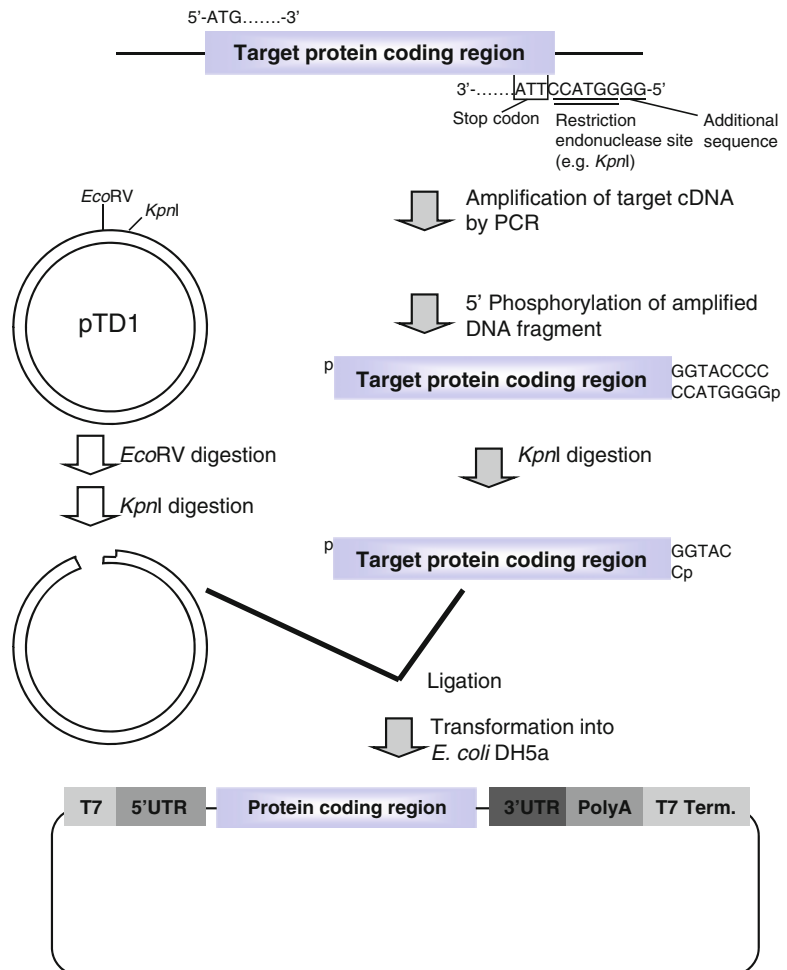 5'-ATG.......-3'
Target protein coding region
3'-.......ATTCCATGGGG-5'
Stop codon
Restriction
endonuclease site
(e.g. KpnI)
Additional
sequence
EcoRV
KpnI
pTD1
Amplification of target cDNA
by PCR
5' Phosphorylation of amplified
DNA fragment
p
Target protein coding region
GGTACCCC
CCATGGGGp
EcoRV digestion
KpnI digestion
KpnI digestion
p
Target protein coding region
GGTAC
Cp
Ligation
Transformation into
E. coli DH5a
T7 5'UTR Protein coding region 3'UTR PolyA T7 Term.